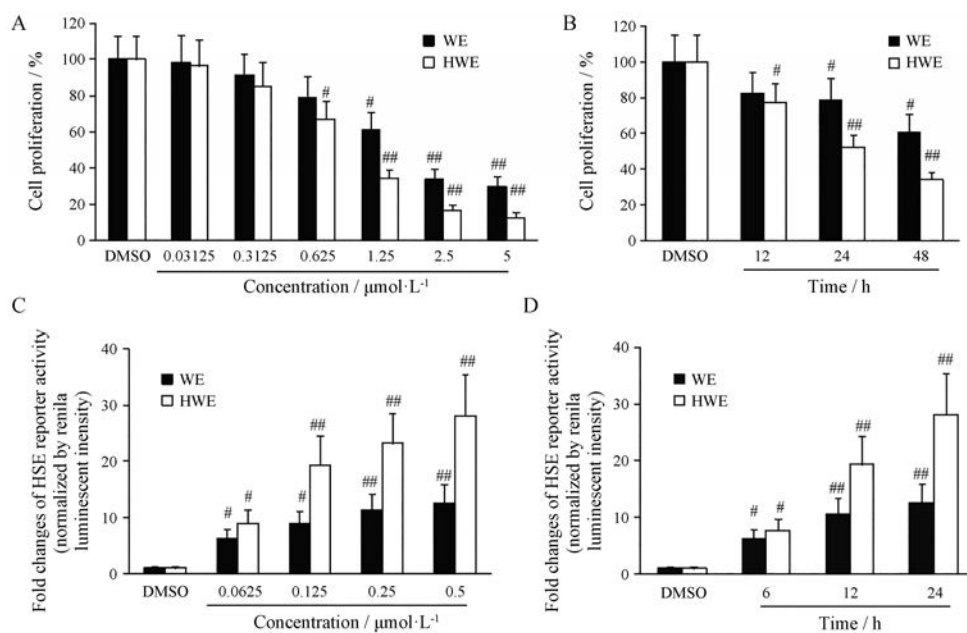 A
120
100
80
60
40
20
0
Cell proliferation / %
WE
HWE
#
#
##
##
##
##
##
DMSO 0.03125 0.3125 0.625 1.25 2.5 5
Concentration / μmol·L-1
B
120
100
80
60
40
20
0
Cell proliferation / %
WE
HWE
#
#
##
#
##
DMSO 12 24 48
Time / h
C
40
30
20
10
0
Fold changes of HSE reporter activity
(normalized by renila
luminescent inensity)
WE
HWE
#
#
#
##
##
##
##
##
DMSO 0.0625 0.125 0.25 0.5
Concentration / μmol·L-1
D
40
30
20
10
0
Fold changes of HSE reporter activity
(normalized by renila
luminescent inensity)
WE
HWE
#
#
##
##
##
##
DMSO 6 12 24
Time / h